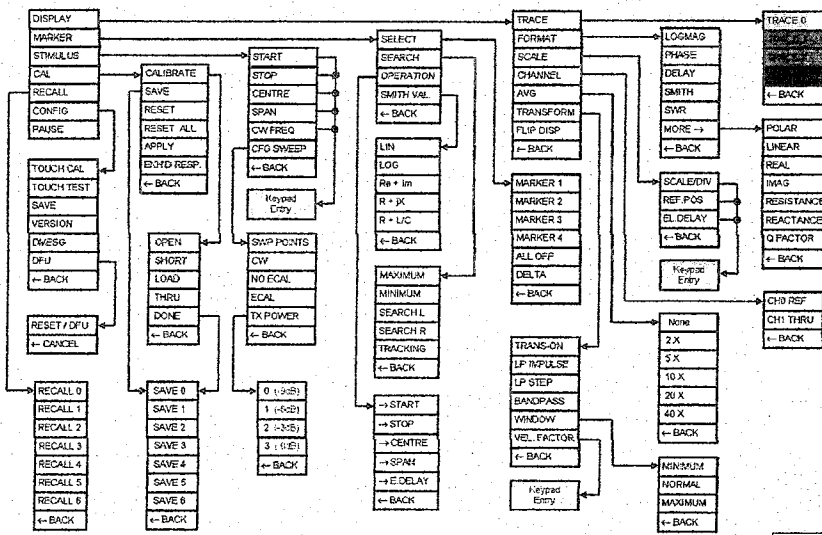 DISPLAY
MARKER
STIMULUS
CAL
RECALL
CONFIG
PAUSE
TOUCH CAL
TOUCH TEST
SAVE
VERSION
DMESG
DFU
← BACK
RESET / DFU
← CANCEL
RECALL 0
RECALL 1
RECALL 2
RECALL 3
RECALL 4
RECALL 5
RECALL 6
← BACK
CALIBRATE
SAVE
RESET
RESET ALL
APPLY
ENH'D RESP.
← BACK
OPEN
SHORT
LOAD
THRU
DONE
← BACK
SAVE 0
SAVE 1
SAVE 2
SAVE 3
SAVE 4
SAVE 5
SAVE 6
← BACK
START
STOP
CENTRE
SPAN
CW FREQ
CFG SWEEP
← BACK
Keypad
Entry
SWP POINTS
CW
NO ECAL
ECAL
TX POWER
← BACK
0
1
2
3
← BACK
SELECT
SEARCH
OPERATION
SMITH VAL.
← BACK
LIN
LOG
Re + Im
R + jX
R + L/C
← BACK
MAXIMUM
MINIMUM
SEARCH L
SEARCH R
TRACKING
← BACK
→ START
→ STOP
→ CENTRE
→ SPAN
→ E.DELAY
← BACK
TRACE
FORMAT
SCALE
CHANNEL
AVG
TRANSFORM
FLIP DISP
← BACK
MARKER 1
MARKER 2
MARKER 3
MARKER 4
ALL OFF
DELTA
← BACK
TRANS-ON
LP IMPULSE
LP STEP
BANDPASS
WINDOW
VEL. FACTOR
Keypad
Entry
LOGMAG
PHASE
DELAY
SMITH
SWR
MORE →
← BACK
SCALE/DIV
REF.POS
EL.DELAY
← BACK
Keypad
Entry
None
2 X
5 X
10 X
20 X
40 X
← BACK
MINIMUM
NORMAL
MAXIMUM
← BACK
TRACE 0
← BACK
POLAR
LINEAR
REAL
IMAG
RESISTANCE
REACTANCE
Q FACTOR
← BACK
CH0 REF
CH1 THRU
← BACK